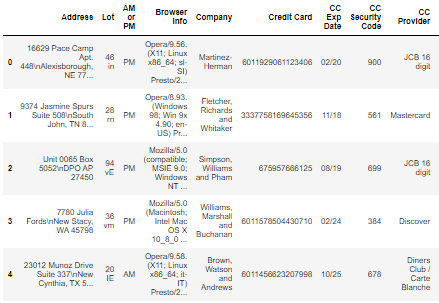 Address
Lot
AM
or
PM
Browser
Info
Company
Credit Card
CC
Exp
Date
CC
Security
Code
CC
Provider
0
16629 Pace Camp
Apt.
448\nAlexisborough,
NE 77...
46
in
PM
Opera/9.56.
(X11; Linux
x86_64; sl-
SI)
Presto/2...
Martinez-
Herman
6011929061123406
02/20
900
JCB 16
digit
1
9374 Jasmine Spurs
Suite 508\nSouth
John, TN 8...
28
rn
PM
Opera/8.93.
(Windows
98; Win 9x
4.90; en-
US) Pr...
Fletcher,
Richards
and
Whitaker
3337758169645356
11/18
561
Mastercard
2
Unit 0065 Box
5052\nDPO AP
27450
94
vE
PM
Mozilla/5.0
(compatible;
MSIE 9.0;
Windows
NT ...
Simpson,
Williams
and Pham
675957666125
08/19
699
JCB 16
digit
3
7780 Julia
Fords\nNew Stacy,
WA 45798
36
vm
PM
Mozilla/5.0
(Macintosh;
Intel Mac
OS X
10_8_0 ...
Williams,
Marshall
and
Buchanan
6011578504430710
02/24
384
Discover
4
23012 Munoz Drive
Suite 337\nNew
Cynthia, TX 5...
20
IE
AM
Opera/9.58.
(X11; Linux
x86_64; it-
IT)
Presto/2...
Brown,
Watson
and
Andrews
6011456623207998
10/25
678
Diners
Club /
Carte
Blanche